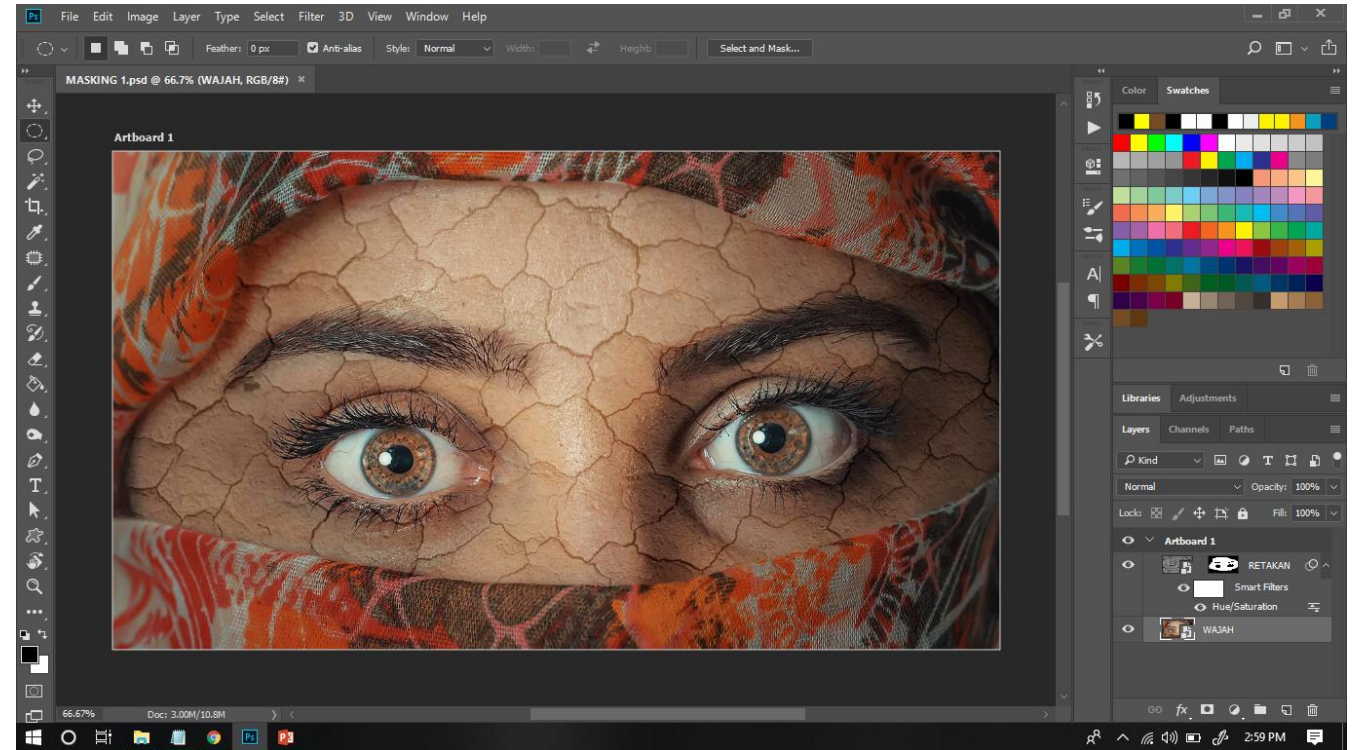 Ps File Edit Image Layer Type Select Filter 3D View Window Help
Feather: 0 px Anti-alias Style: Normal Width: Height: Select and Mask...
MASKING 1.psd @ 66.7% (WAJAH, RGB/8#) ×
Artboard 1
Color Swatches
Libraries Adjustments
Layers Channels Paths
Kind
Normal Opacity: 100%
Lock: Fill: 100%
Artboard 1
RETAKAN
Smart Filters
Hue/Saturation
WAJAH
66.67% Doc: 3.00M/10.8M
fx
2:59 PM